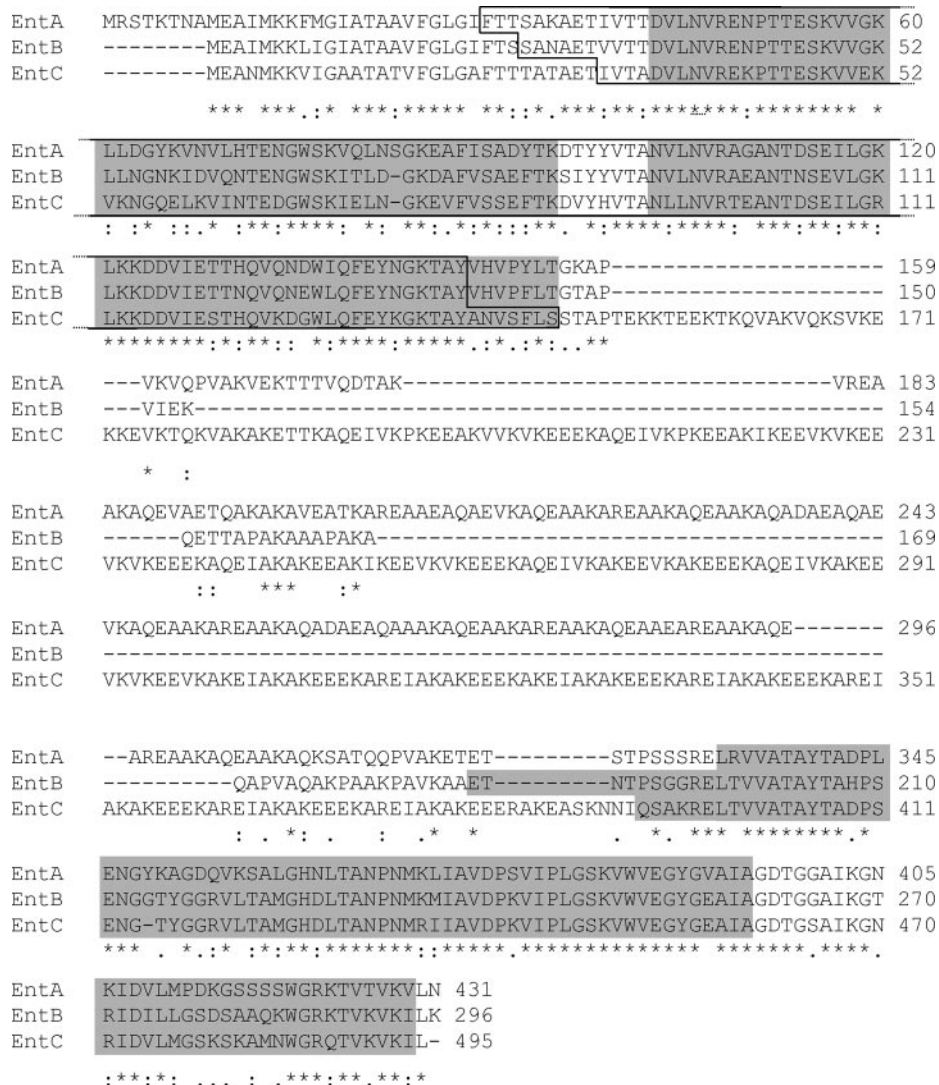 EntA MRSTKTNAMEAIMKKFMGIATAAVFGLGIFTTSAKAETIVTTDVLNVRENPTTESKVVGK 60
EntB --------MEAIMKKLIGIATAAVFGLGIFTSSANAETVVTTDVLNVRENPTTESKVVGK 52
EntC --------MEANMKKVIGAATATVFGLGAFTTTATAETIVTADVLNVREKPTTESKVVEK 52
*** ***.:* ***:***** **::*.***:**:*******:******** *
EntA LLDGYKVNVLHTENGWSKVQLNSGKEAFISADYTKDTYYVTANVLNVRAGANTDSEILGK 120
EntB LLNGNKIDVQNTENGWSKITLD-GKDAFVSAEFTKSIYYVTANVLNVRAEANTNSEVLGK 111
EntC VKNGQELKVINTEDGWSKIELN-GKEVFVSSEFTKDVYHVTANLLNVRTEANTDSEILGR 111
: :* ::.* :**:****: *: **:.*:*:::**. *:****:****: ***:**:**:
EntA LKKDDVIETTHQVQNDWIQFEYNGKTAYVHVPYLTGKAP--------------------- 159
EntB LKKDDVIETTNQVQNEWLQFEYNGKTAYVHVPFLTGTAP--------------------- 150
EntC LKKDDVIESTHQVKDGWLQFEYKGKTAYANVSFLSSTAPTEKKTEEKTKQVAKVQKSVKE 171
********:*:**:: *:****:*****.:*.:*:..**
EntA ---VKVQPVAKVEKTTTVQDTAK---------------------------------VREA 183
EntB ---VIEK----------------------------------------------------- 154
EntC KKEVKTQKVAKAKETTKAQEIVKPKEEAKVVKVKEEEKAQEIVKPKEEAKIKEEVKVKEE 231
* :
EntA AKAQEVAETQAKAKAVEATKAREAAEAQAEVKAQEAAKAREAAKAQEAAKAQADAEAQAE 243
EntB ------QETTAPAKAAAPAKA--------------------------------------- 169
EntC VKVKEEEKAQEIAKAKEEAKIKEEVKVKEEEKAQEIVKAKEEVKAKEEEKAQEIVKAKEE 291
:: *** :*
EntA VKAQEAAKAREAAKAQADAEAQAAAKAQEAAKAREAAKAQEAAEAREAAKAQE------- 296
EntB ------------------------------------------------------------
EntC VKVKEEVKAKEIAKAKEEEKAREIAKAKEEEKAKEIAKAKEEEKAREIAKAKEEEKAREI 351
EntA --AREAAKAQEAAKAQKSATQQPVAKETET---------STPSSSRELRVVATAYTADPL 345
EntB ----------QAPVAQAKPAAKPAVKAAET---------NTPSGGRELTVVATAYTAHPS 210
EntC AKAKEEEKAREIAKAKEEEKAREIAKAKEEERAKEASKNNIQSAKRELTVVATAYTADPS 411
: . *: . : .* * . *. *** ********.*
EntA ENGYKAGDQVKSALGHNLTANPNMKLIAVDPSVIPLGSKVWVEGYGVAIAGDTGGAIKGN 405
EntB ENGGTYGGRVLTAMGHDLTANPNMKMIAVDPKVIPLGSKVWVEGYGEAIAGDTGGAIKGT 270
EntC ENG-TYGGRVLTAMGHDLTANPNMRIIAVDPKVIPLGSKVWVEGYGEAIAGDTGSAIKGN 470
*** . *.:* :*:**:*******::*****.************** *******.****.
EntA KIDVLMPDKGSSSSWGRKTVTVKVLN 431
EntB RIDILLGSDSAAQKWGRKTVKVKILK 296
EntC RIDVLMGSKSKAMNWGRQTVKVKIL- 495
:**:*: ... : .***:**.**:*